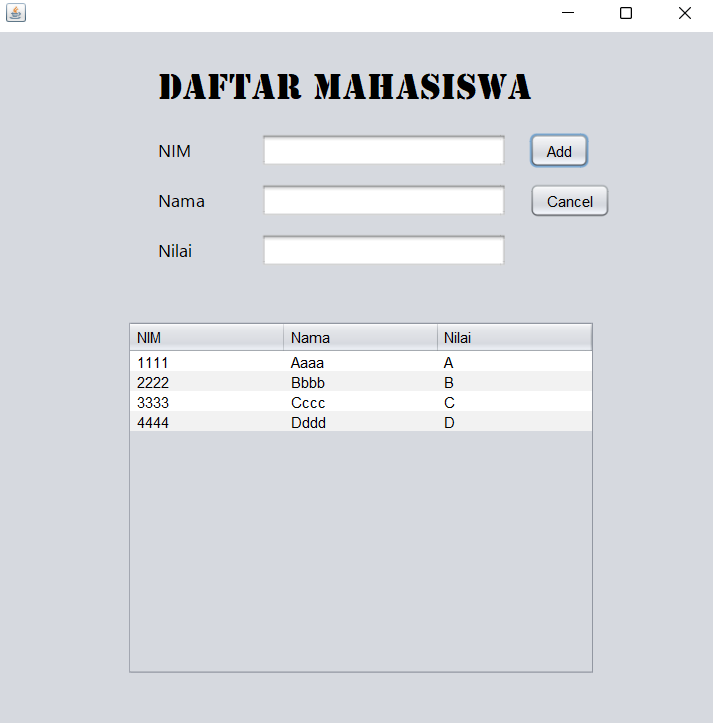 DAFTAR MAHASISWA
NIM Add
Nama Cancel
Nilai
NIM Nama Nilai
1111 Aaaa A
2222 Bbbb B
3333 Cccc C
4444 Dddd D